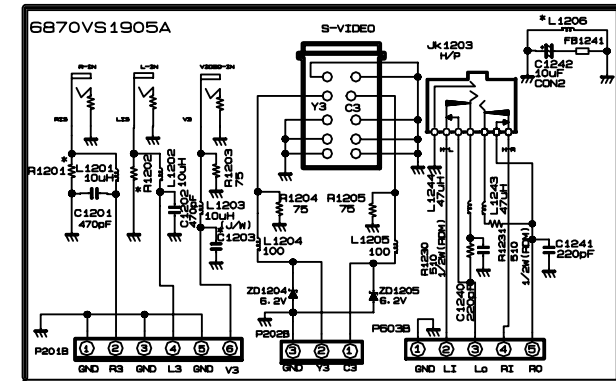 6870VS1905A
S-VIDEO
*L1206
FB1241
C1242
10uF
CON2
Jk1203
H/P
R-IN
L-IN
VIDEO-IN
Y3
C3
V3
R1201*
L1201
10uH
C1201
470pF
R1202
*
L1202
10uH
C1202
470pF
R1203
75
L1203
10uH
(J/W)
C1203
R1204
75
R1205
75
L1204
100
L1205
100
ZD1204
6.2V
ZD1205
6.2V
L1244
47uH
L1243
47uH
R1230
510
1/2W(RDM)
C1240
220pF
R1231
510
1/2W(RDM)
C1241
220pF
P201B
1
2
3
4
5
6
GND
R3
GND
L3
GND
V3
P202B
3
2
1
GND
Y3
C3
P603B
1
2
3
4
5
GND
LI
Lo
RI
RO